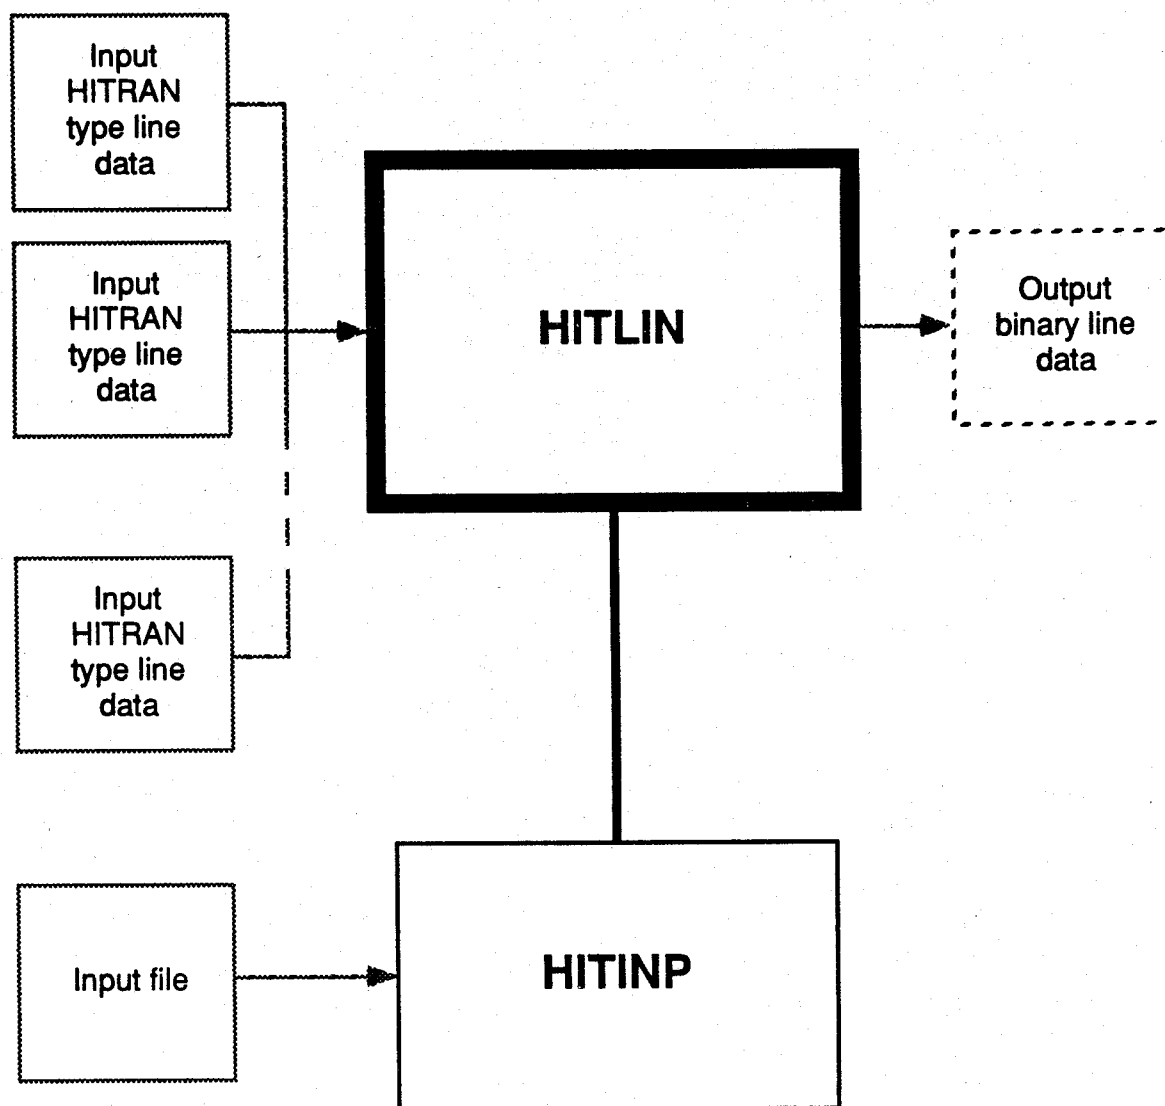 Input
HITRAN
type line
data
Input
HITRAN
type line
data
HITLIN
Output
binary line
data
Input
HITRAN
type line
data
Input file
HITINP